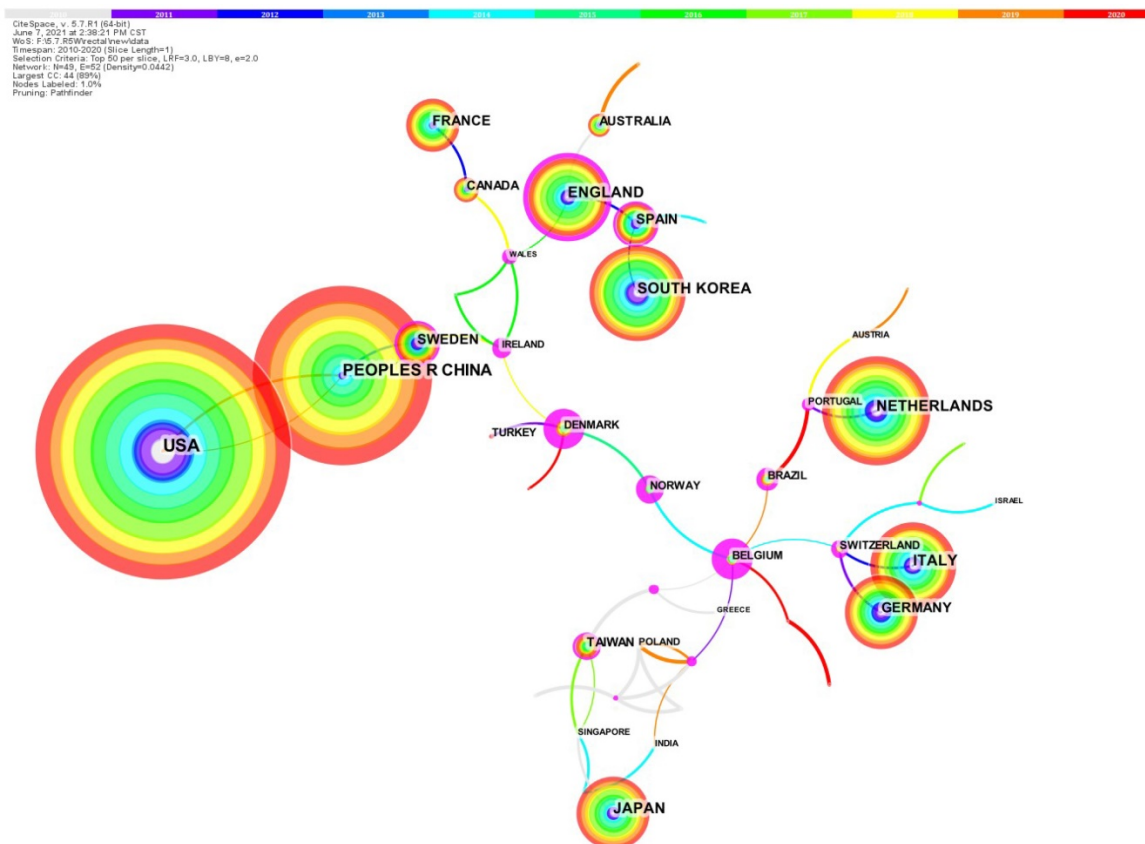 2010 2011 2012 2013 2014 2015 2016 2017 2018 2019 2020
CiteSpace, v. 5.7.R1 (64-bit)
June 7, 2021 at 2:38:21 PM CST
WoS: F:\5.7.R5W\rectal\new\data
Timespan: 2010-2020 (Slice Length=1)
Selection Criteria: Top 50 per slice, LRF=3.0, LBY=8, e=2.0
Network: N=49, E=52 (Density=0.0442)
Largest CC: 44 (89%)
Nodes Labeled: 1.0%
Pruning: Pathfinder
FRANCE
AUSTRALIA
CANADA
ENGLAND
SPAIN
WALES
SOUTH KOREA
SWEDEN
IRELAND
PEOPLES R CHINA
AUSTRIA
PORTUGAL
NETHERLANDS
TURKEY
DENMARK
USA
BRAZIL
NORWAY
ISRAEL
BELGIUM
SWITZERLAND
ITALY
GERMANY
GREECE
TAIWAN
POLAND
SINGAPORE
INDIA
JAPAN